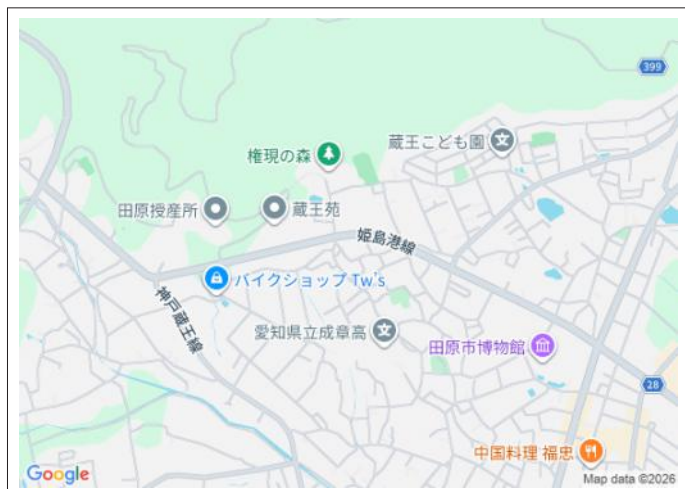 399
権現の森
蔵王こども園
田原授産所
蔵王苑
姫島港線
バイクショップ Tw's
神戸蔵王線
愛知県立成章高
田原市博物館
28
中国料理 福忠
Google
Map data ©2026